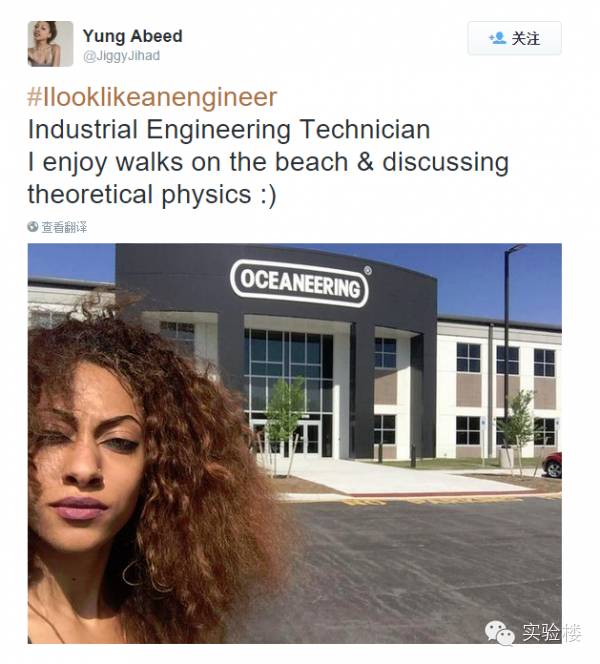 Yung Abeed
@JiggyJihad
关注
#Ilooklikeanengineer
Industrial Engineering Technician
I enjoy walks on the beach & discussing
theoretical physics :)
查看翻译
OCEANEERING®
实验楼